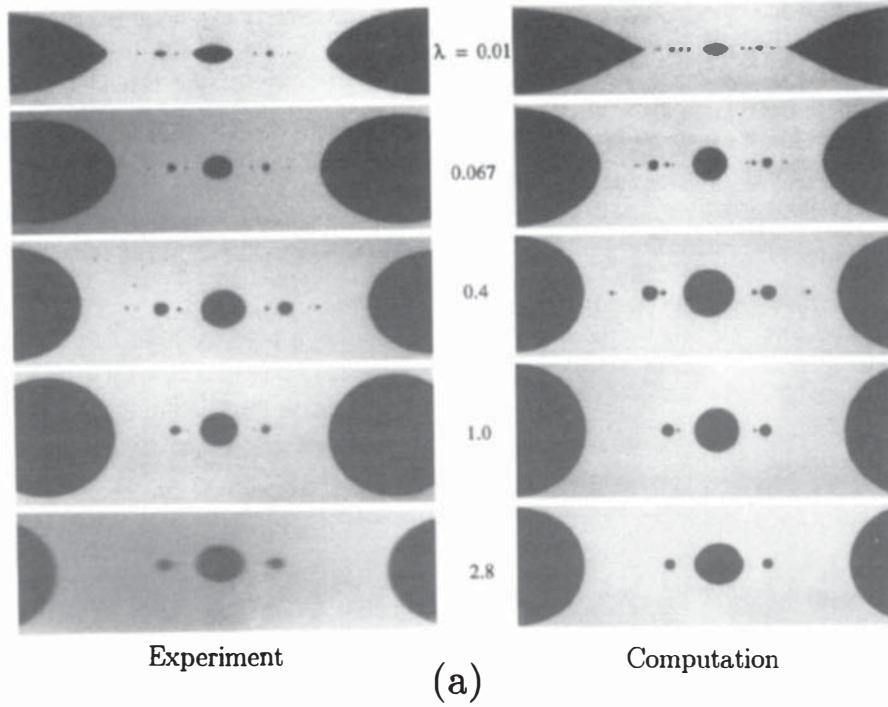 λ = 0.01
0.067
0.4
1.0
2.8
Experiment
Computation
(a)